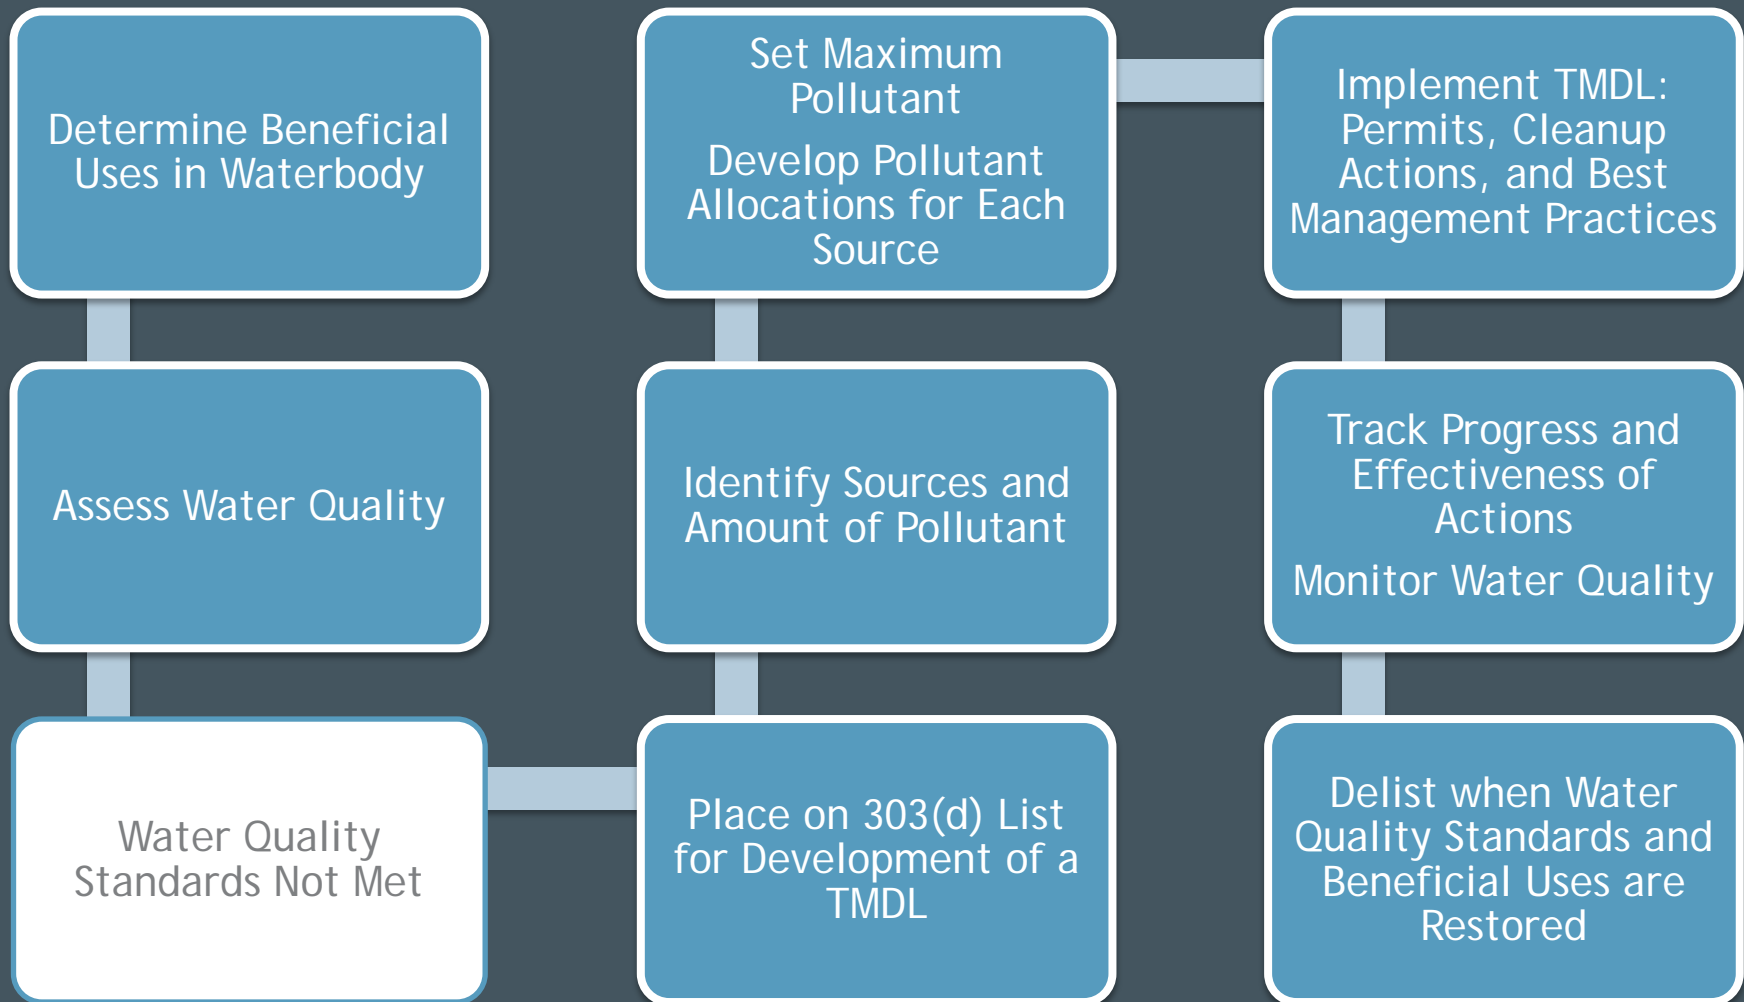 Determine Beneficial
Uses in Waterbody
Assess Water Quality
Water Quality
Standards Not Met
Place on 303(d) List
for Development of a
TMDL
Identify Sources and
Amount of Pollutant
Set Maximum
Pollutant
Develop Pollutant
Allocations for Each
Source
Implement TMDL:
Permits, Cleanup
Actions, and Best
Management Practices
Track Progress and
Effectiveness of
Actions
Monitor Water Quality
Delist when Water
Quality Standards and
Beneficial Uses are
Restored